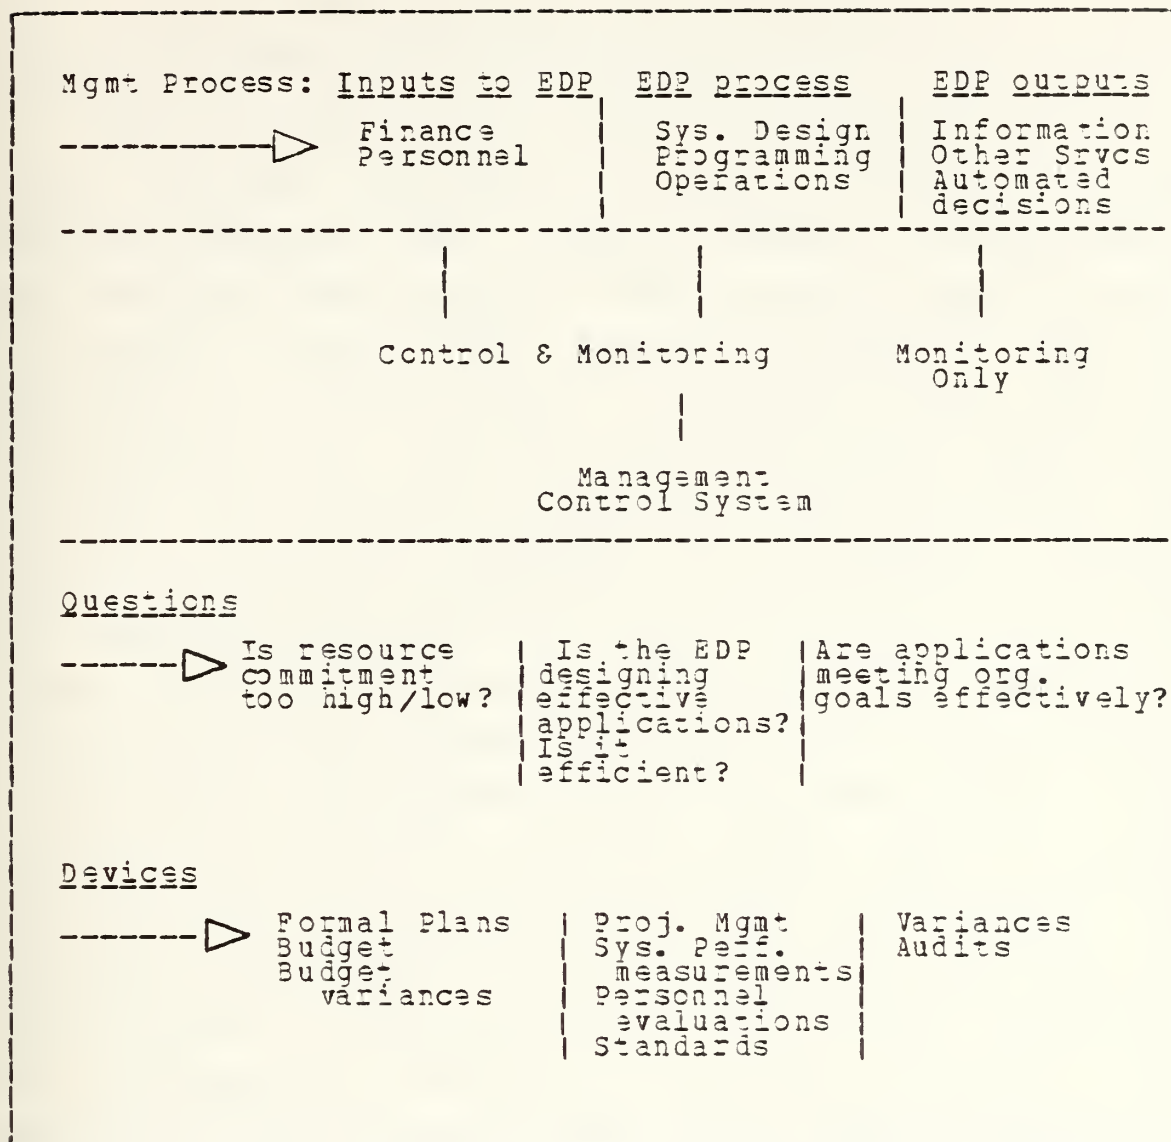 Mgmt Process: Inputs to EDP EDP process EDP outputs
Finance Sys. Design Information
Personnel Programming Other Srvcs
Operations Automated
decisions
Control & Monitoring Monitoring
Only
Management
Control System
Questions
Is resource Is the EDP Are applications
commitment designing meeting org.
too high/low? effective goals effectively?
applications?
Is it
efficient?
Devices
Formal Plans Proj. Mgmt Variances
Budget Sys. Perf. Audits
Budget measurements
variances Personnel
evaluations
Standards